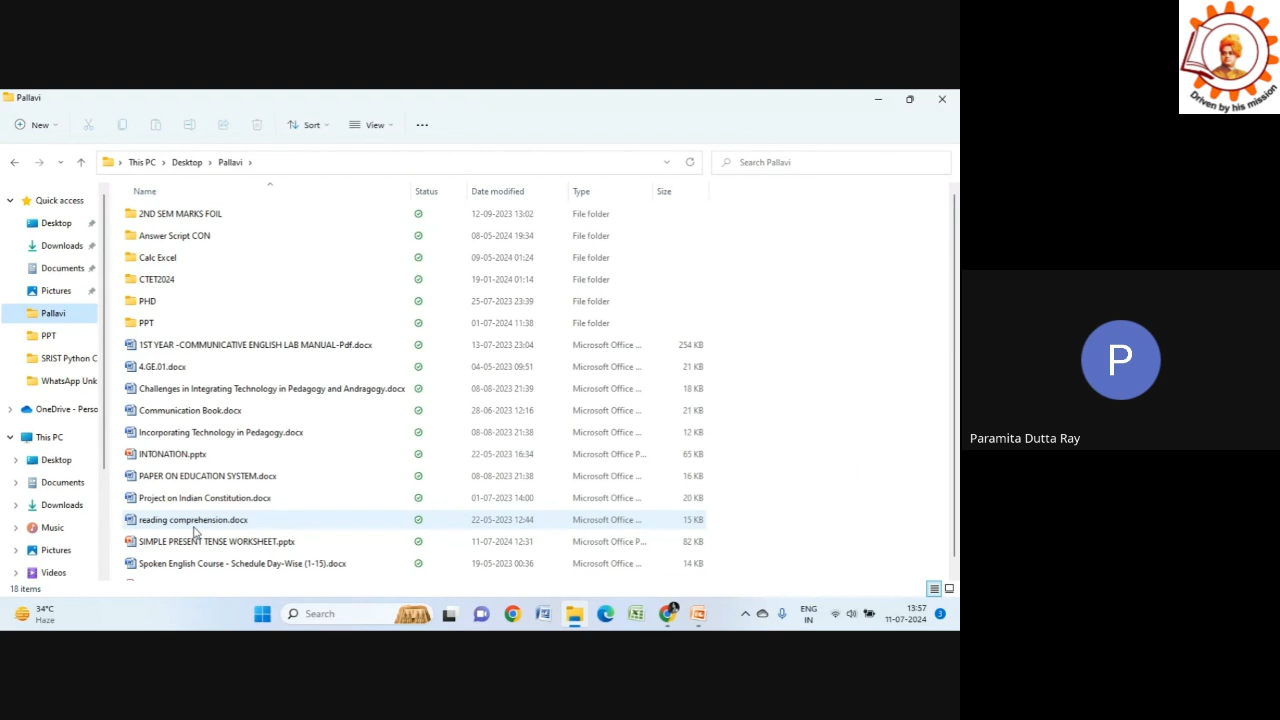 Pallavi
New Sort View
This PC Desktop Pallavi Search Pallavi
Name Status Date modified Type Size
Quick access
Desktop
Downloads
Documents
Pictures
Pallavi
PPT
SRIST Python C
WhatsApp Unk
OneDrive - Perso
This PC
Desktop
Documents
Downloads
Music
Pictures
Videos
2ND SEM MARKS FOIL 12-09-2023 13:02 File folder
Answer Script CON 08-05-2024 19:34 File folder
Calc Excel 09-05-2024 01:24 File folder
CTET2024 19-01-2024 01:14 File folder
PHD 25-07-2023 23:39 File folder
PPT 01-07-2024 11:38 File folder
1ST YEAR -COMMUNICATIVE ENGLISH LAB MANUAL-Pdf.docx 13-07-2023 23:04 Microsoft Office ... 254 KB
4.GE.01.docx 04-05-2023 09:51 Microsoft Office ... 21 KB
Challenges in Integrating Technology in Pedagogy and Andragogy.docx 08-08-2023 21:39 Microsoft Office ... 18 KB
Communication Book.docx 28-06-2023 12:16 Microsoft Office ... 21 KB
Incorporating Technology in Pedagogy.docx 08-08-2023 21:38 Microsoft Office ... 12 KB
INTONATION.pptx 22-05-2023 16:34 Microsoft Office P... 65 KB
PAPER ON EDUCATION SYSTEM.docx 08-08-2023 21:38 Microsoft Office ... 16 KB
Project on Indian Constitution.docx 01-07-2023 14:00 Microsoft Office ... 20 KB
reading comprehension.docx 22-05-2023 12:44 Microsoft Office ... 15 KB
SIMPLE PRESENT TENSE WORKSHEET.pptx 11-07-2024 12:31 Microsoft Office P... 82 KB
Spoken English Course - Schedule Day-Wise (1-15).docx 19-05-2023 00:36 Microsoft Office ... 14 KB
18 items
34°C
Haze
Search
ENG
IN
13:57
11-07-2024
3
Driven by his mission
P
Paramita Dutta Ray